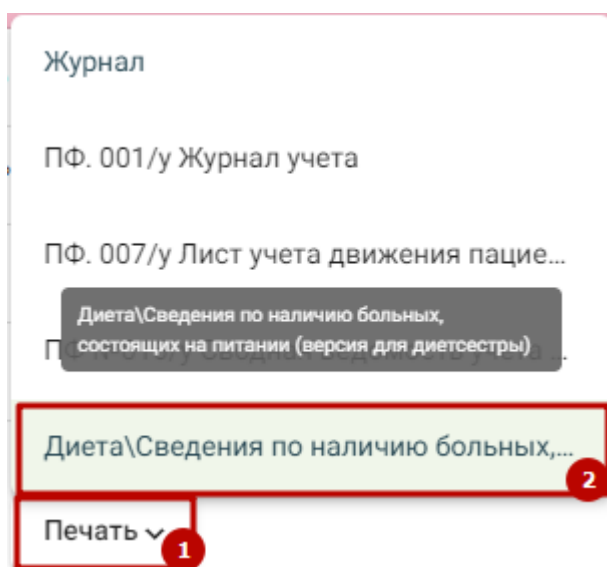 Журнал
ПФ. 001/у Журнал учета
ПФ. 007/у Лист учета движения пацие...
Диета\Сведения по наличию больных,
состоящих на питании (версия для диетсестры)
Диета\Сведения по наличию больных,...
2
Печать
1